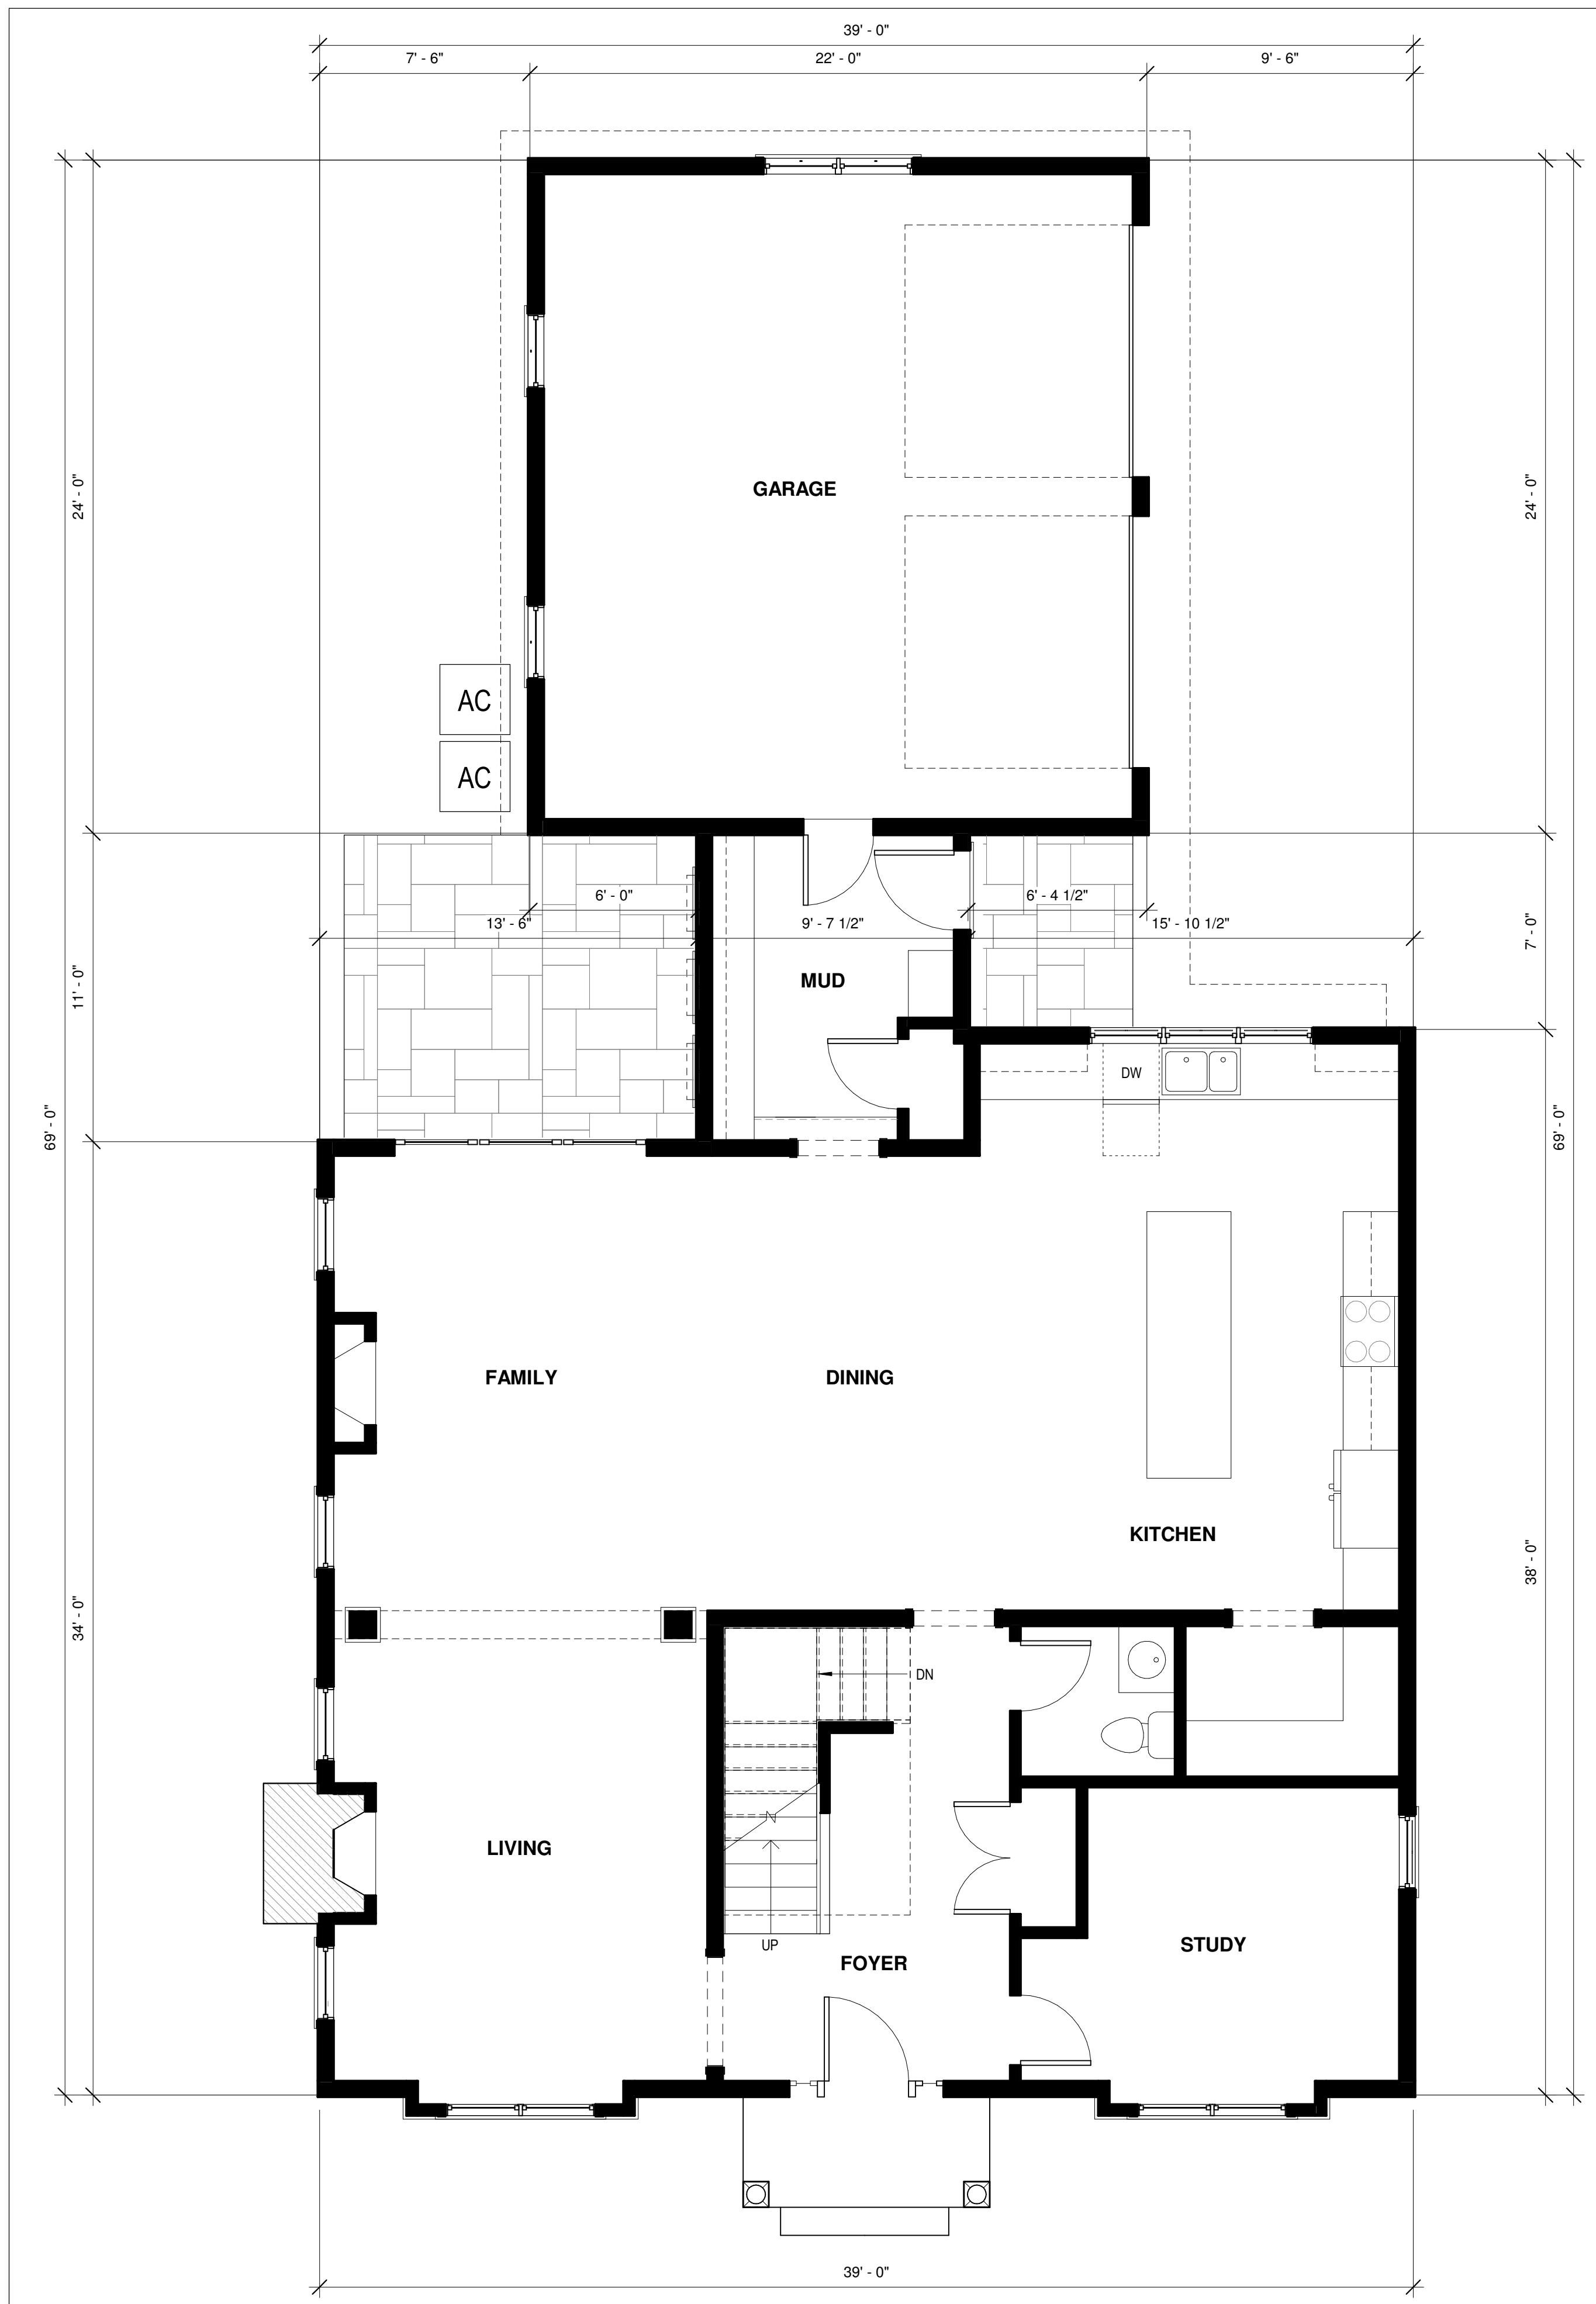 39' - 0"
7' - 6"
22' - 0"
9' - 6"
24' - 0"
GARAGE
24' - 0"
AC
AC
6' - 0"
6' - 4 1/2"
13' - 6"
9' - 7 1/2"
15' - 10 1/2"
7' - 0"
11' - 0"
MUD
DW
69' - 0"
69' - 0"
FAMILY
DINING
KITCHEN
38' - 0"
34' - 0"
DN
LIVING
UP
FOYER
STUDY
39' - 0"